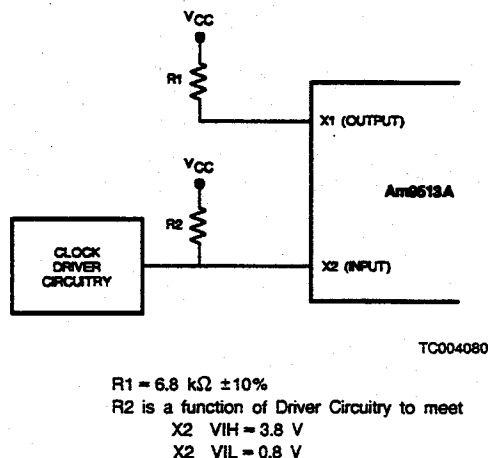 VCC
R1
X1 (OUTPUT)
VCC
Am9513A
R2
CLOCK
DRIVER
CIRCUITRY
X2 (INPUT)
TC004080
R1 = 6.8 kΩ ±10%
R2 is a function of Driver Circuitry to meet
X2 VIH = 3.8 V
X2 VIL = 0.8 V